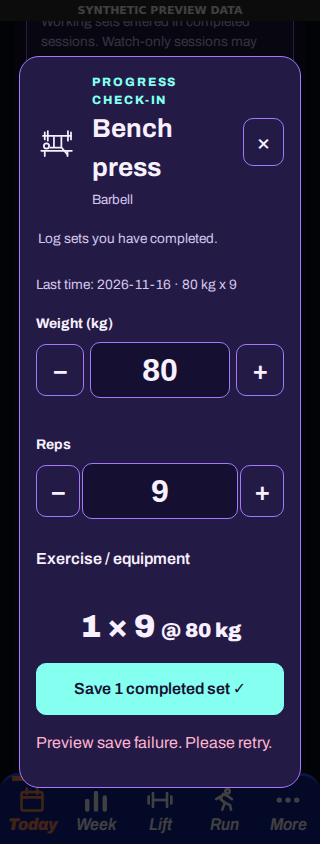 SYNTHETIC PREVIEW DATA
Working sets entered in completed
sessions. Watch-only sessions may
PROGRESS
CHECK-IN
Bench
press
×
Barbell
Log sets you have completed.
Last time: 2026-11-16 · 80 kg x 9
Weight (kg)
− 80 +
Reps
− 9 +
Exercise / equipment
1 × 9 @ 80 kg
Save 1 completed set ✓
Preview save failure. Please retry.
Today Week Lift Run More